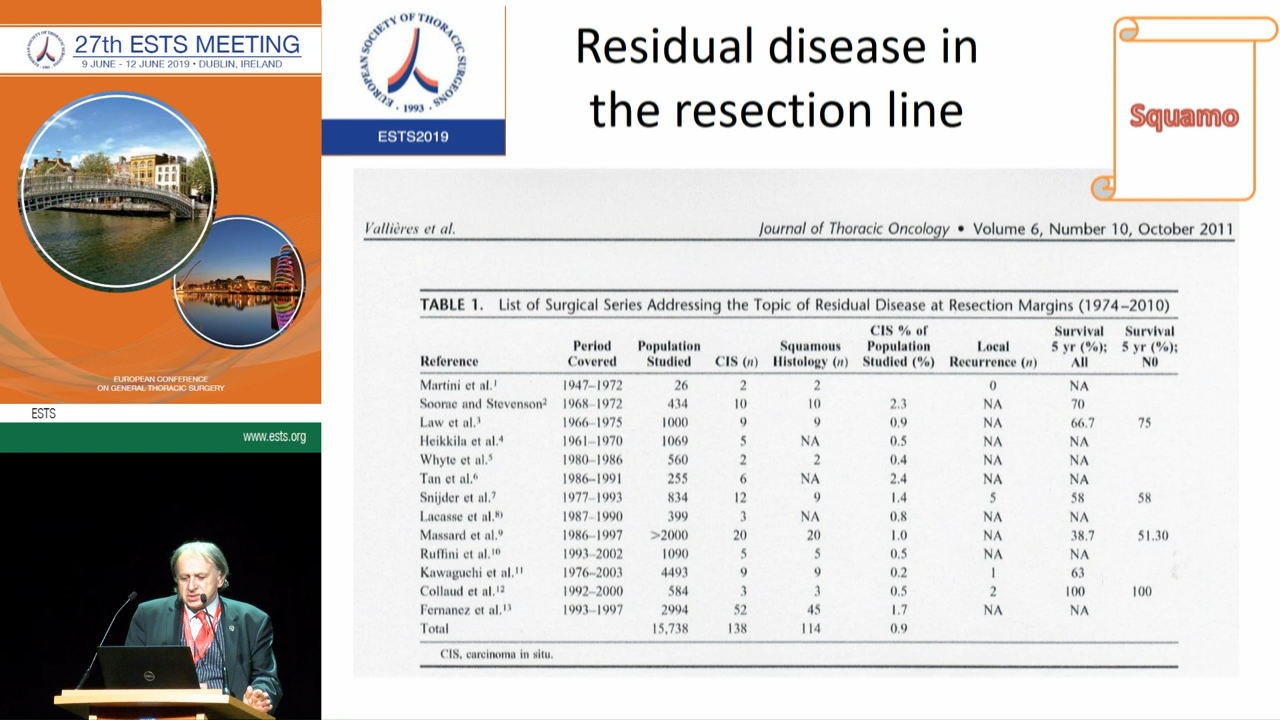 27th ESTS MEETING
9 JUNE - 12 JUNE 2019 • DUBLIN, IRELAND
EUROPEAN CONFERENCE
ON GENERAL THORACIC SURGERY
ESTS
www.ests.org
EUROPEAN SOCIETY OF THORACIC SURGEONS
· 1993 ·
ESTS2019
Residual disease in
the resection line
Squamo
Vallières et al.
Journal of Thoracic Oncology • Volume 6, Number 10, October 2011
TABLE 1. List of Surgical Series Addressing the Topic of Residual Disease at Resection Margins (1974–2010)
Reference Period Covered Population Studied CIS (n) Squamous Histology (n) CIS % of Population Studied (%) Local Recurrence (n) Survival 5 yr (%); All Survival 5 yr (%); N0
Martini et al.¹ 1947–1972 26 2 2 0 NA
Soorae and Stevenson² 1968–1972 434 10 10 2.3 NA 70
Law et al.³ 1966–1975 1000 9 9 0.9 NA 66.7 75
Heikkila et al.⁴ 1961–1970 1069 5 NA 0.5 NA NA
Whyte et al.⁵ 1980–1986 560 2 2 0.4 NA NA
Tan et al.⁶ 1986–1991 255 6 NA 2.4 NA NA
Snijder et al.⁷ 1977–1993 834 12 9 1.4 5 58 58
Lacasse et al.⁸⁾ 1987–1990 399 3 NA 0.8 NA NA
Massard et al.⁹ 1986–1997 >2000 20 20 1.0 NA 38.7 51.30
Ruffini et al.¹⁰ 1993–2002 1090 5 5 0.5 NA NA
Kawaguchi et al.¹¹ 1976–2003 4493 9 9 0.2 1 63
Collaud et al.¹² 1992–2000 584 3 3 0.5 2 100 100
Fernanez et al.¹³ 1993–1997 2994 52 45 1.7 NA NA
Total 15,738 138 114 0.9
CIS, carcinoma in situ.